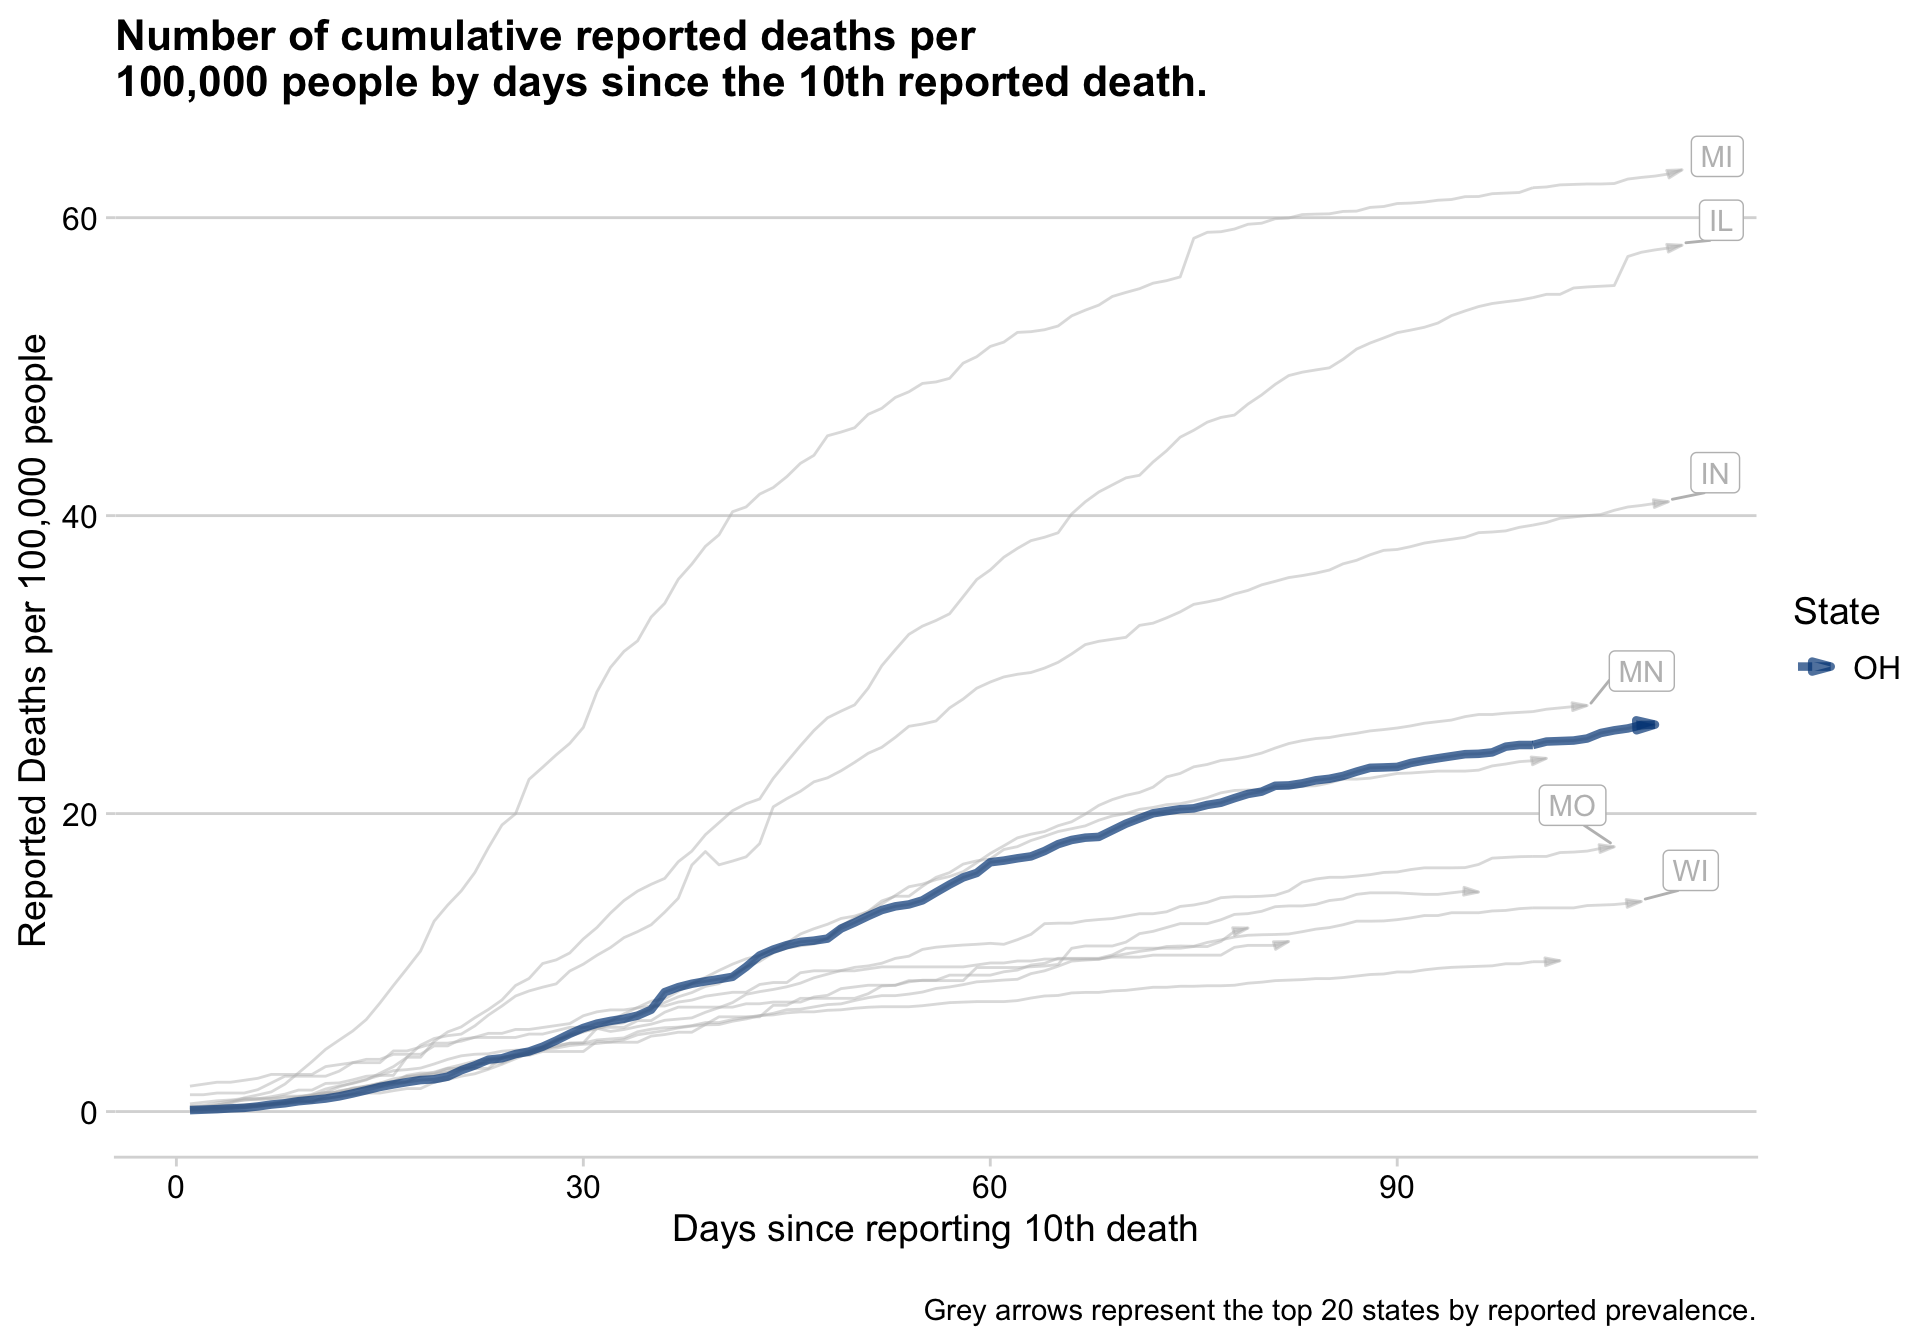 Number of cumulative reported deaths per
100,000 people by days since the 10th reported death.
MI
IL
60
IN
40
MN
20
MO
WI
0
Reported Deaths per 100,000 people
State
OH
0 30 60 90
Days since reporting 10th death
Grey arrows represent the top 20 states by reported prevalence.